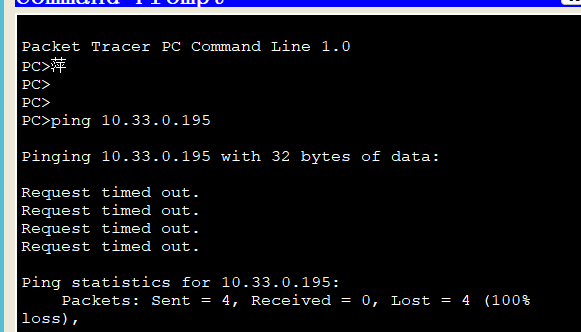 Command Prompt
Packet Tracer PC Command Line 1.0
PC>萍
PC>
PC>
PC>ping 10.33.0.195
Pinging 10.33.0.195 with 32 bytes of data:
Request timed out.
Request timed out.
Request timed out.
Request timed out.
Ping statistics for 10.33.0.195:
Packets: Sent = 4, Received = 0, Lost = 4 (100%
loss),